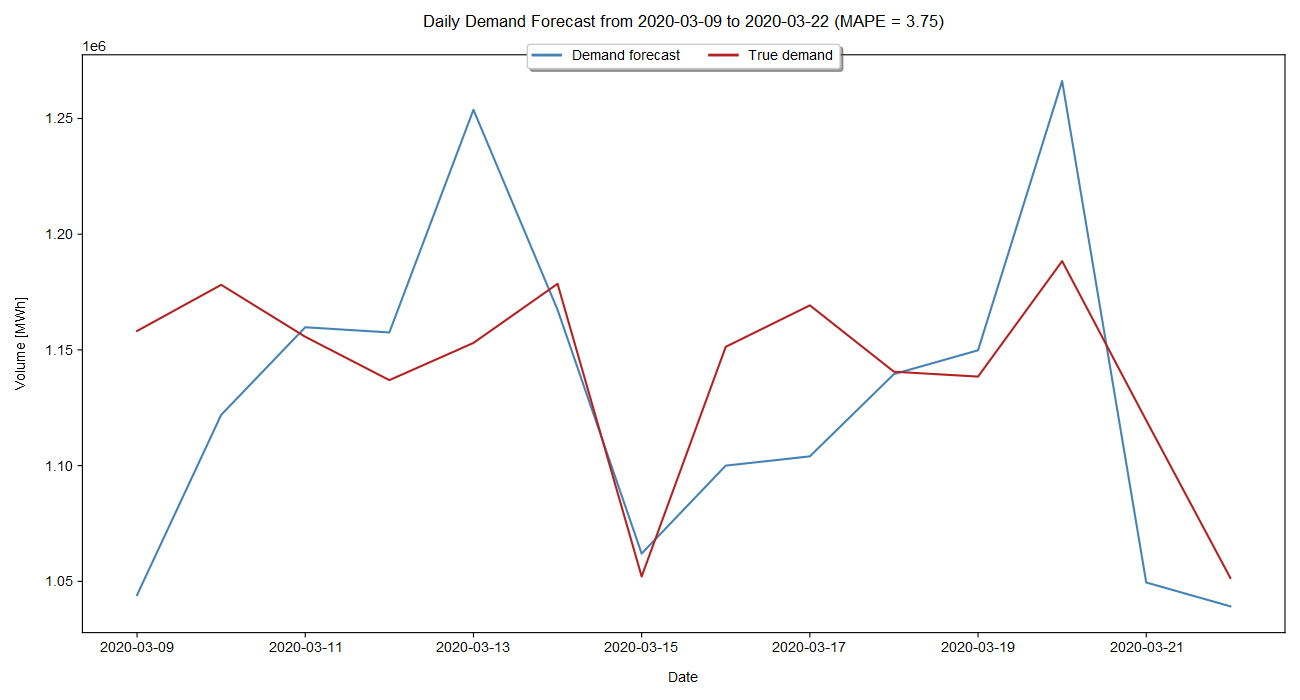 Daily Demand Forecast from 2020-03-09 to 2020-03-22 (MAPE = 3.75)
1e6
Demand forecast True demand
1.25
1.20
1.15
1.10
1.05
Volume [MWh]
2020-03-09 2020-03-11 2020-03-13 2020-03-15 2020-03-17 2020-03-19 2020-03-21
Date